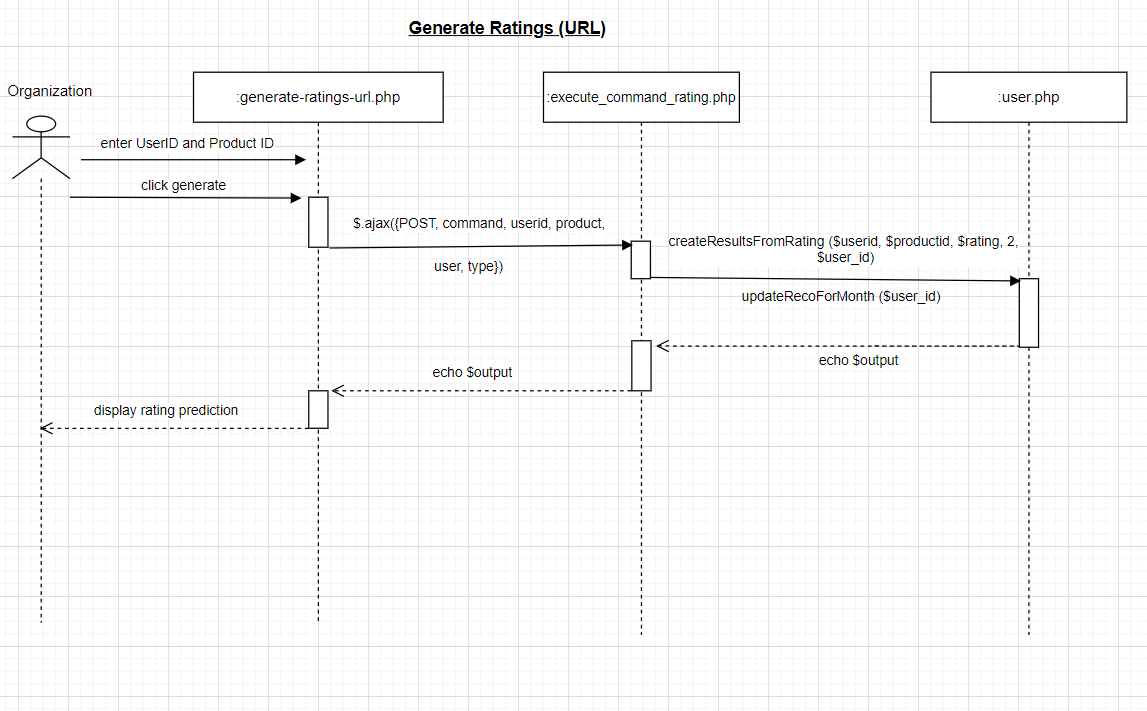 Generate Ratings (URL)
Organization
:generate-ratings-url.php
:execute_command_rating.php
:user.php
enter UserID and Product ID
click generate
$.ajax({POST, command, userid, product,
user, type})
createResultsFromRating ($userid, $productid, $rating, 2,
$user_id)
updateRecoForMonth ($user_id)
echo $output
echo $output
display rating prediction